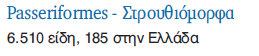 Passeriformes - Στρουθιόμορφα
6.510 είδη, 185 στην Ελλάδα